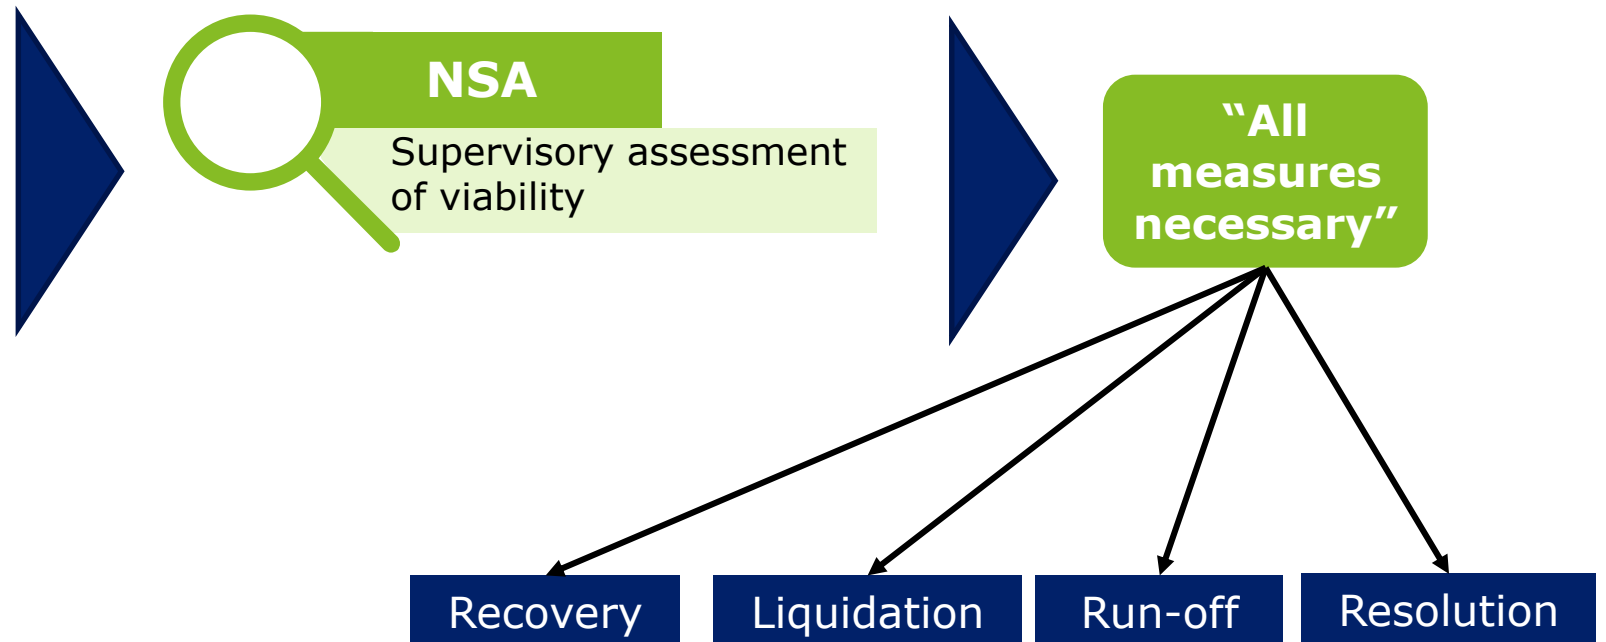 NSA
Supervisory assessment
of viability
“All
measures
necessary”
Recovery
Liquidation
Run-off
Resolution